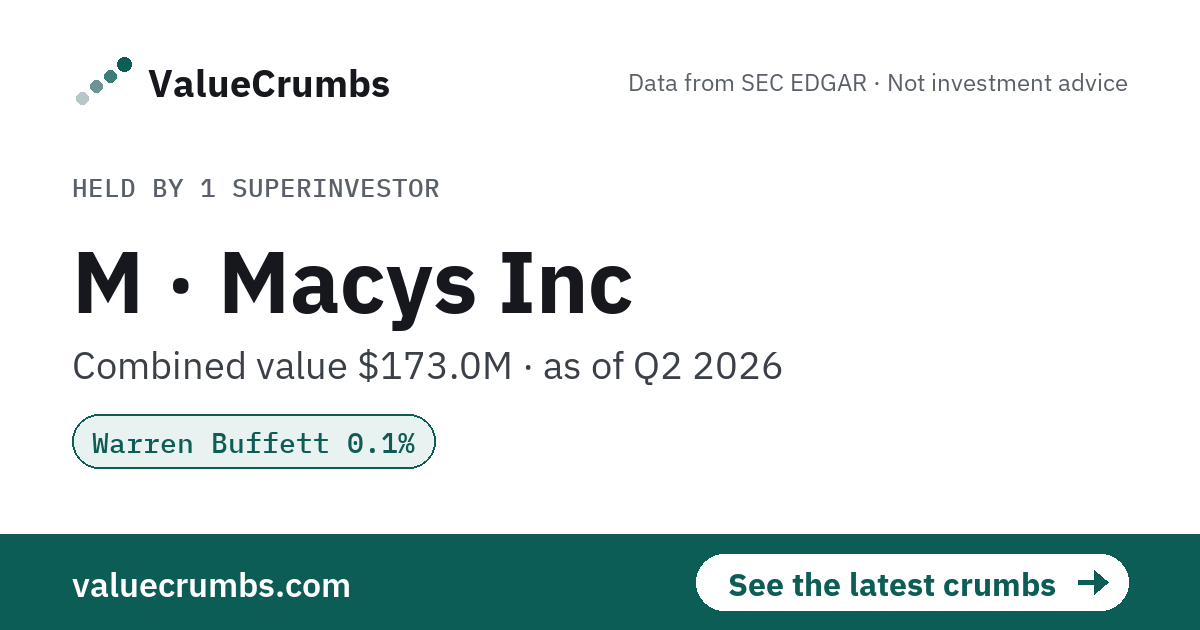 ValueCrumbs
Data from SEC EDGAR · Not investment advice
HELD BY 1 SUPERINVESTOR
M · Macys Inc
Combined value $173.0M · as of Q2 2026
Warren Buffett 0.1%
valuecrumbs.com
See the latest crumbs →